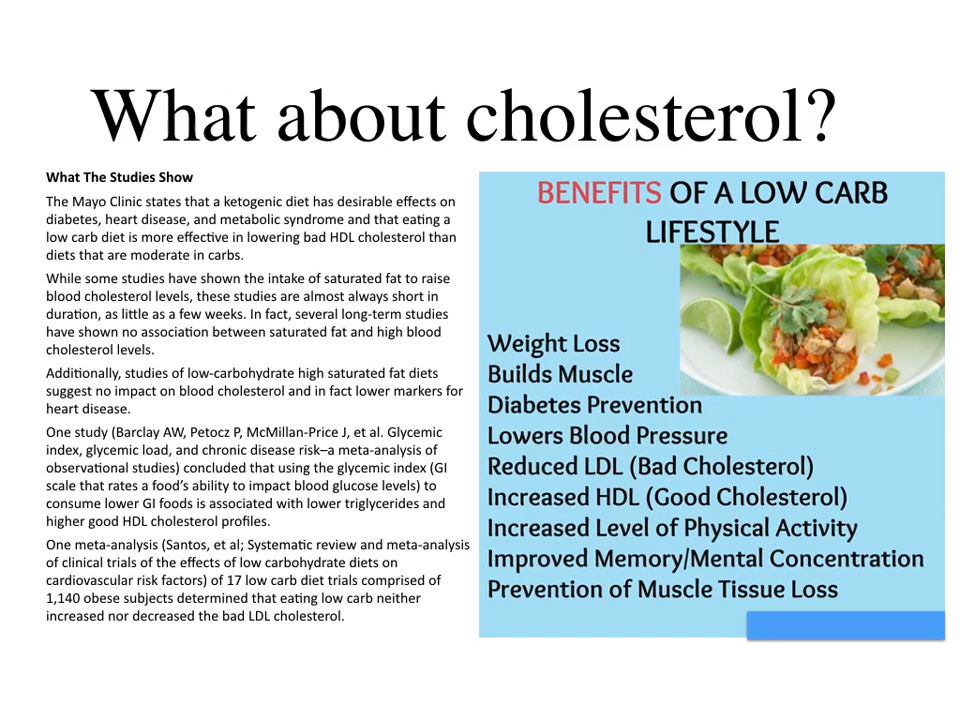 What about cholesterol?
What The Studies Show
The Mayo Clinic states that a ketogenic diet has desirable effects on
diabetes, heart disease, and metabolic syndrome and that eating a
low carb diet is more effective in lowering bad HDL cholesterol than
diets that are moderate in carbs.
While some studies have shown the intake of saturated fat to raise
blood cholesterol levels, these studies are almost always short in
duration, as little as a few weeks. In fact, several long-term studies
have shown no association between saturated fat and high blood
cholesterol levels.
Additionally, studies of low-carbohydrate high saturated fat diets
suggest no impact on blood cholesterol and in fact lower markers for
heart disease.
One study (Barclay AW, Petocz P, McMillan-Price J, et al. Glycemic
index, glycemic load, and chronic disease risk–a meta-analysis of
observational studies) concluded that using the glycemic index (GI
scale that rates a food’s ability to impact blood glucose levels) to
consume lower GI foods is associated with lower triglycerides and
higher good HDL cholesterol profiles.
One meta-analysis (Santos, et al; Systematic review and meta-analysis
of clinical trials of the effects of low carbohydrate diets on
cardiovascular risk factors) of 17 low carb diet trials comprised of
1,140 obese subjects determined that eating low carb neither
increased nor decreased the bad LDL cholesterol.
BENEFITS OF A LOW CARB
LIFESTYLE
Weight Loss
Builds Muscle
Diabetes Prevention
Lowers Blood Pressure
Reduced LDL (Bad Cholesterol)
Increased HDL (Good Cholesterol)
Increased Level of Physical Activity
Improved Memory/Mental Concentration
Prevention of Muscle Tissue Loss